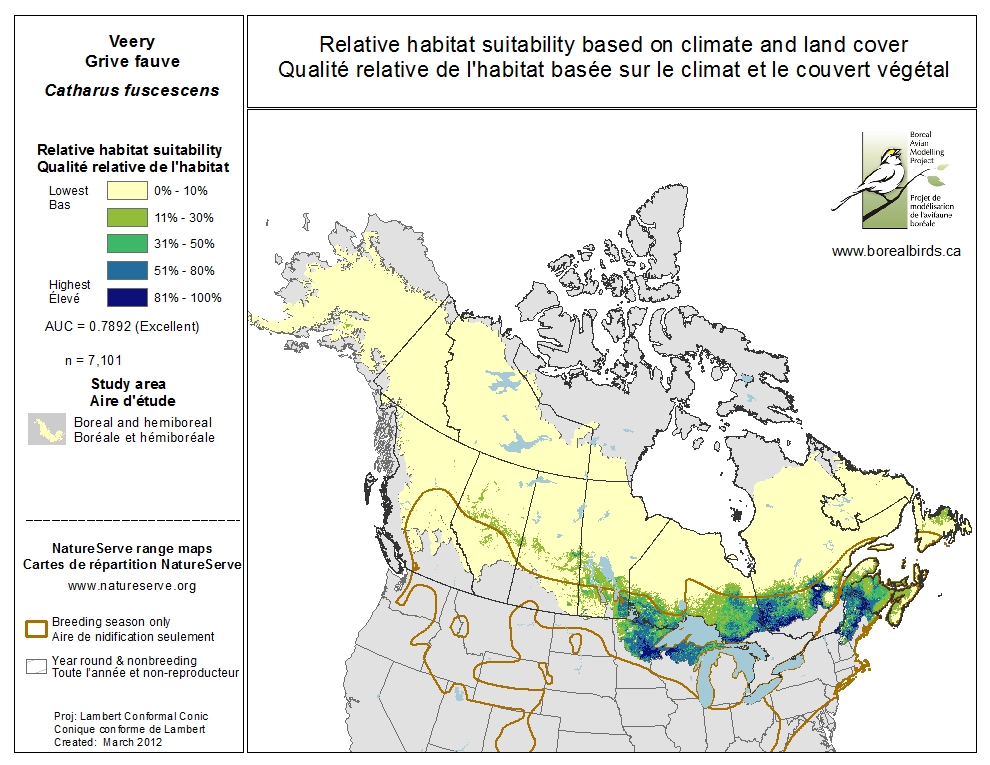 Veery
Grive fauve
Catharus fuscescens
Relative habitat suitability based on climate and land cover
Qualité relative de l'habitat basée sur le climat et le couvert végétal
Relative habitat suitability
Qualité relative de l'habitat
Lowest
Bas
0% - 10%
11% - 30%
31% - 50%
51% - 80%
Highest
Élevé
81% - 100%
AUC = 0.7892 (Excellent)
n = 7,101
Study area
Aire d'étude
Boreal and hemiboreal
Boréale et hémiboréale
NatureServe range maps
Cartes de répartition NatureServe
www.natureserve.org
Breeding season only
Aire de nidification seulement
Year round & nonbreeding
Toute l'année et non-reproducteur
Proj: Lambert Conformal Conic
Conique conforme de Lambert
Created: March 2012
Boreal
Avian
Modelling
Project
Projet de
modélisation
de l'avifaune
boréale
www.borealbirds.ca